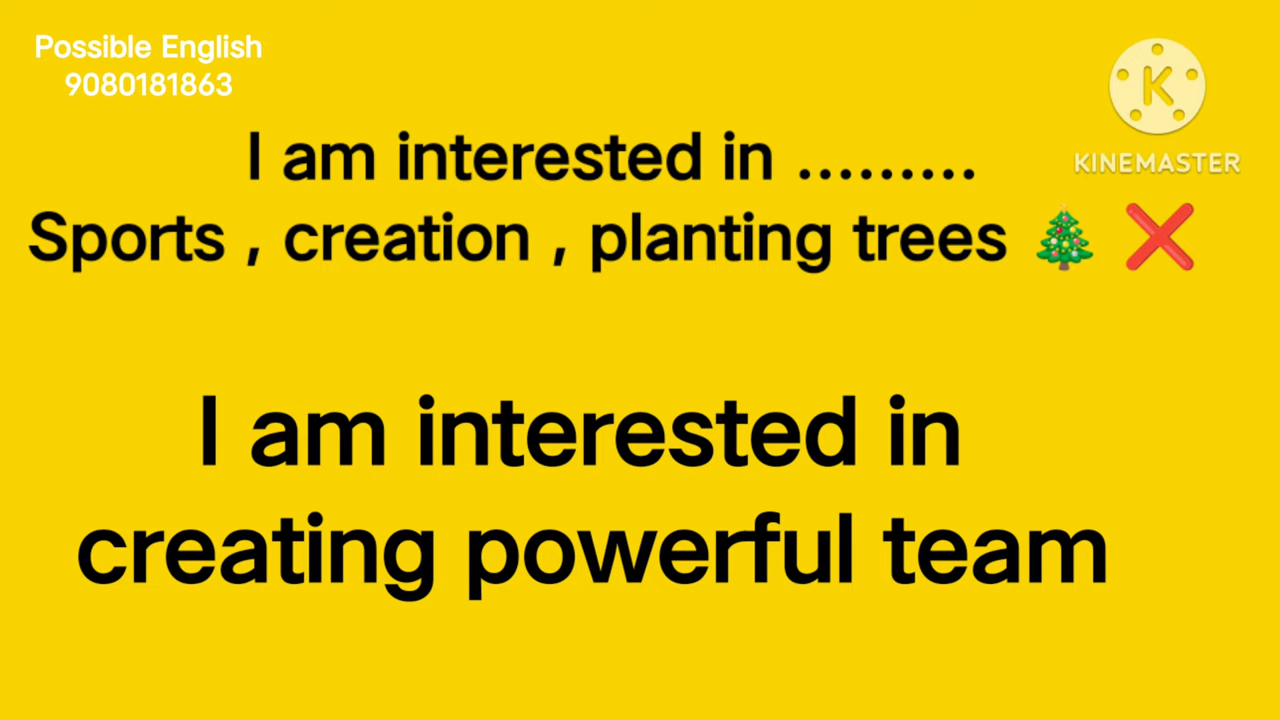 Possible English
9080181863
KINEMASTER
I am interested in .........
Sports , creation , planting trees 🎄 ❌
I am interested in
creating powerful team